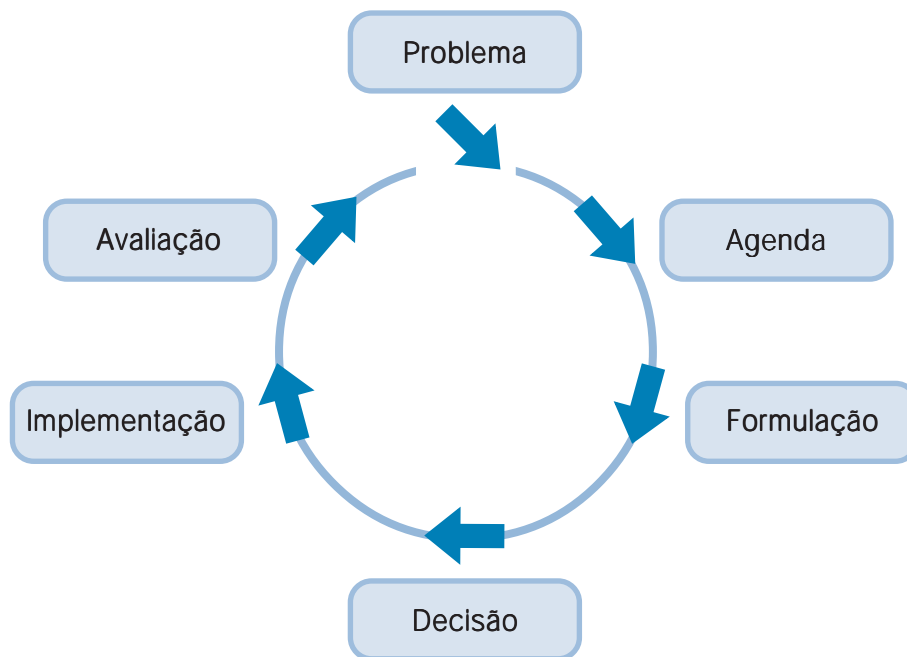 Problema
Agenda
Formulação
Decisão
Implementação
Avaliação